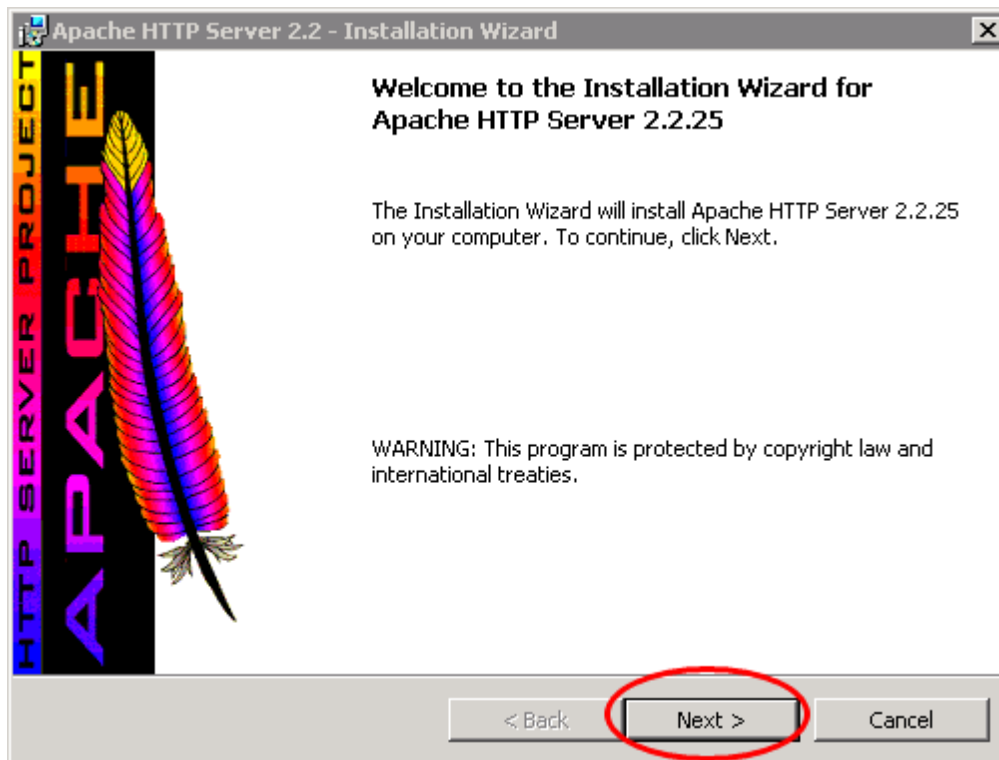 Apache HTTP Server 2.2 - Installation Wizard
HTTP SERVER PROJECT
APACHE
Welcome to the Installation Wizard for
Apache HTTP Server 2.2.25
The Installation Wizard will install Apache HTTP Server 2.2.25
on your computer. To continue, click Next.
WARNING: This program is protected by copyright law and
international treaties.
< Back
Next >
Cancel